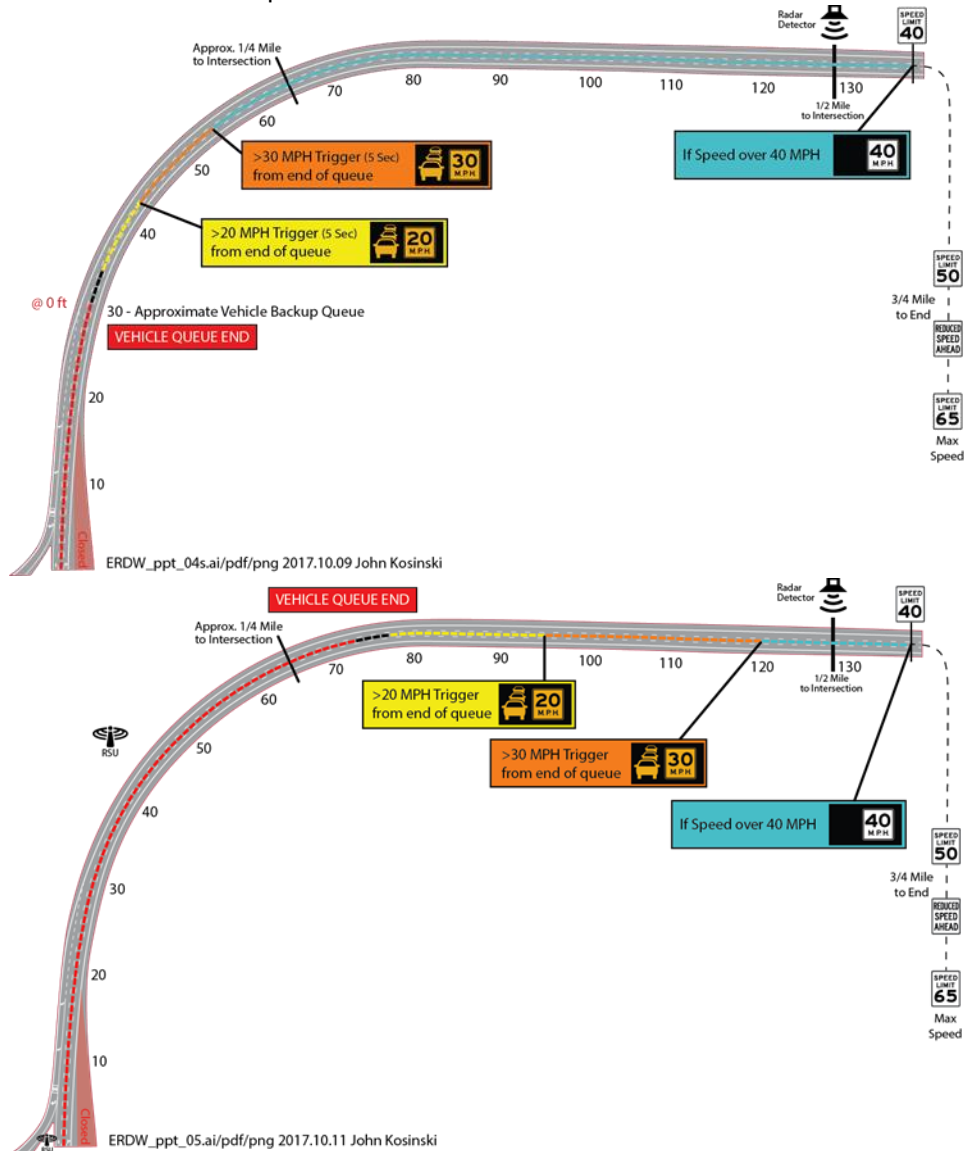 Radar
Detector
SPEED
LIMIT
40
Approx. 1/4 Mile
to Intersection
70
80
90
100
110
120
130
1/2 Mile
to Intersection
60
>30 MPH Trigger (5 Sec)
from end of queue
30
MPH
If Speed over 40 MPH
40
MPH
50
>20 MPH Trigger (5 Sec)
from end of queue
20
MPH
40
SPEED
LIMIT
50
@ 0 ft
30 - Approximate Vehicle Backup Queue
3/4 Mile
to End
VEHICLE QUEUE END
REDUCED
SPEED
AHEAD
20
SPEED
LIMIT
65
Max
Speed
10
Closed
ERDW_ppt_04s.ai/pdf/png 2017.10.09 John Kosinski
VEHICLE QUEUE END
Radar
Detector
SPEED
LIMIT
40
Approx. 1/4 Mile
to Intersection
70
80
90
100
110
120
130
1/2 Mile
to Intersection
60
>20 MPH Trigger
from end of queue
20
MPH
50
RSU
>30 MPH Trigger
from end of queue
30
MPH
40
If Speed over 40 MPH
40
MPH
SPEED
LIMIT
50
3/4 Mile
to End
30
REDUCED
SPEED
AHEAD
20
SPEED
LIMIT
65
Max
Speed
10
Closed
ERDW_ppt_05.ai/pdf/png 2017.10.11 John Kosinski
RSU